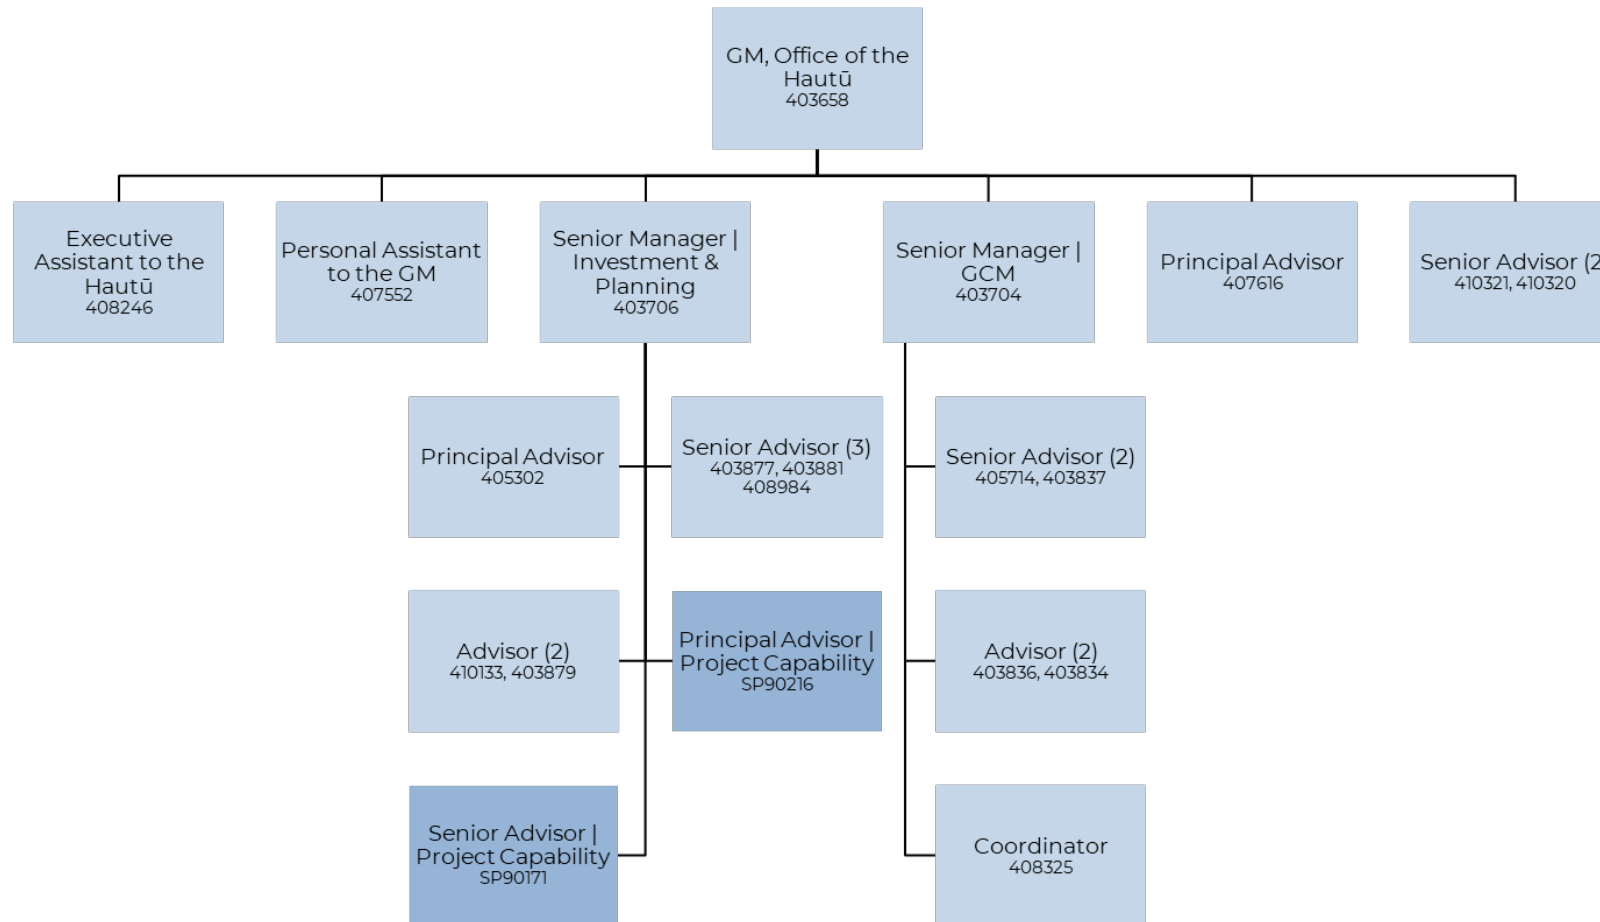 GM, Office of the
Hautū
403658
Executive
Assistant to the
Hautū
408246
Personal Assistant
to the GM
407552
Senior Manager |
Investment &
Planning
403706
Senior Manager |
GCM
403704
Principal Advisor
407616
Senior Advisor (2
410321, 410320
Principal Advisor
405302
Senior Advisor (3)
403877, 403881
408984
Senior Advisor (2)
405714, 403837
Advisor (2)
410133, 403879
Principal Advisor |
Project Capability
SP90216
Advisor (2)
403836, 403834
Senior Advisor |
Project Capability
SP90171
Coordinator
408325